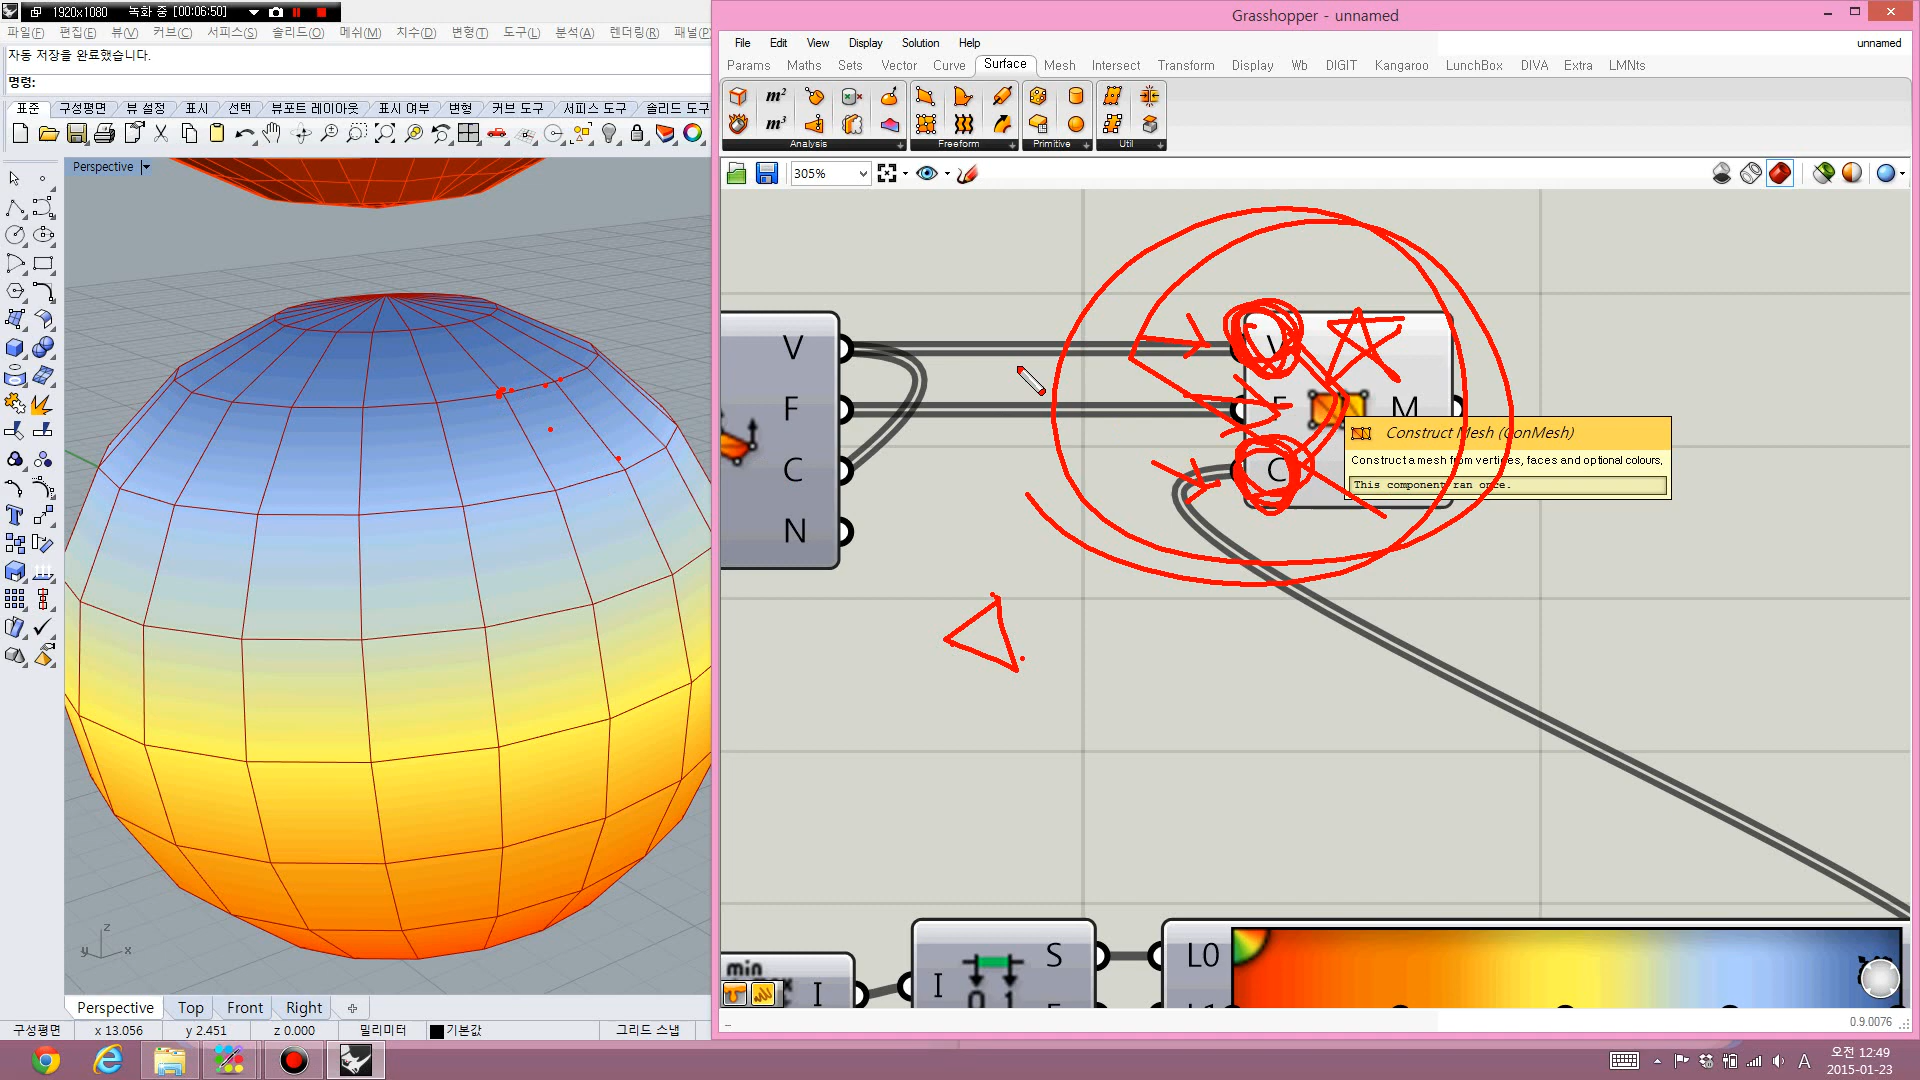 1920x1080 녹화 중 [00:06:50]
파일(F) 편집(E) 뷰(V) 커브(C) 서피스(S) 솔리드(O) 메쉬(M) 치수(D) 변형(T) 도구(L) 분석(A) 렌더링(R) 패널(P
자동 저장을 완료했습니다.
명령:
표준 구성평면 뷰 설정 표시 선택 뷰포트 레이아웃 표시 여부 변형 커브 도구 서피스 도구 솔리드 도구
Perspective
z
y x
Perspective Top Front Right
구성평면 x 13.056 y 2.451 z 0.000 밀리미터 기본값 그리드 스냅
Grasshopper - unnamed
File Edit View Display Solution Help unnamed
Params Maths Sets Vector Curve Surface Mesh Intersect Transform Display Wb DIGIT Kangaroo LunchBox DIVA Extra LMNts
m²
m³
Analysis Freeform Primitive Util
305%
V
F
C
N
V
F M
C
Construct Mesh (ConMesh)
Construct a mesh from vertices, faces and optional colours.
This component ran once.
min
I
I S
0 1
L0
0.9.0076
A
오전 12:49
2015-01-23